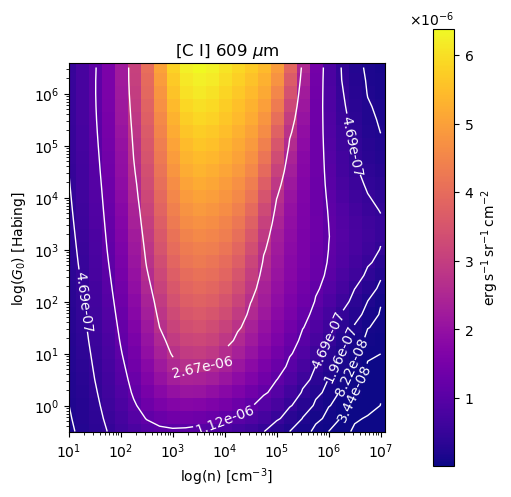 ×10⁻⁶
[C I] 609 μm
6
5
4
3
2
1
erg s⁻¹ sr⁻¹ cm⁻²
10⁶
10⁵
10⁴
10³
10²
10¹
10⁰
log(G₀) [Habing]
4.69e-07
4.69e-07
2.67e-06
1.12e-06
4.69e-07
1.96e-07
8.22e-08
3.44e-08
10¹
10²
10³
10⁴
10⁵
10⁶
10⁷
log(n) [cm⁻³]